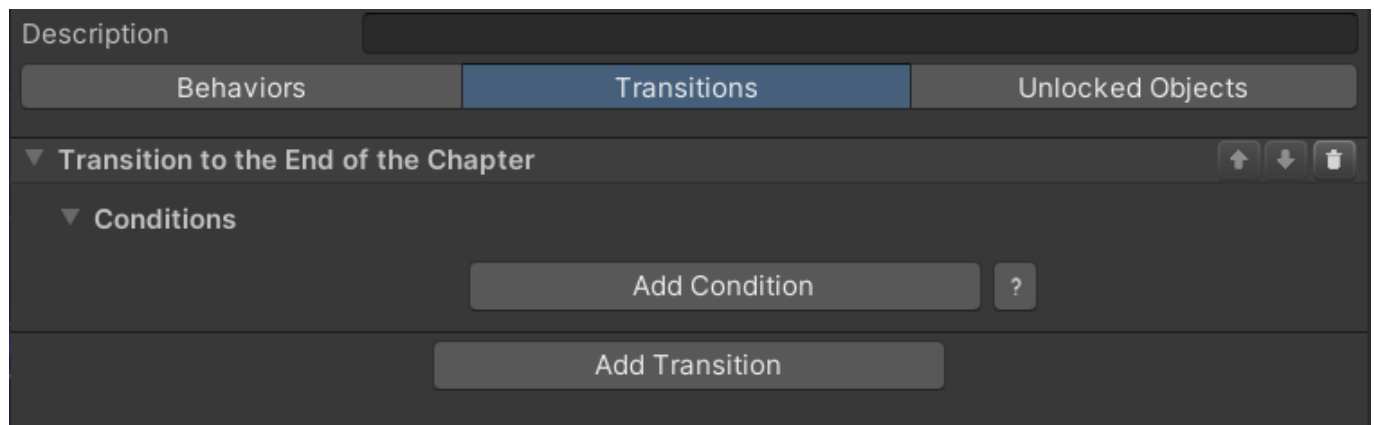 Description
Behaviors Transitions Unlocked Objects
Transition to the End of the Chapter
Conditions
Add Condition ?
Add Transition